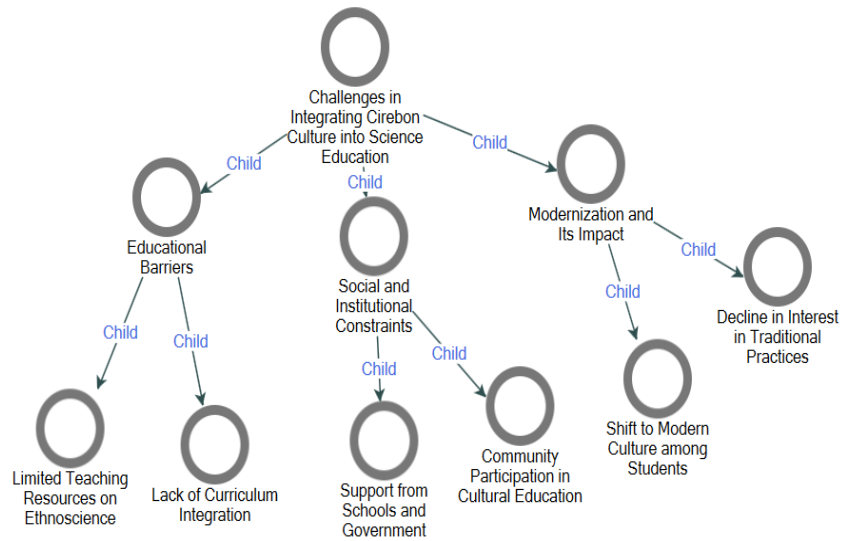 Challenges in
Integrating Cirebon
Culture into Science
Education
Child
Child
Child
Educational
Barriers
Social and
Institutional
Constraints
Modernization and
Its Impact
Child
Child
Child
Child
Child
Child
Limited Teaching
Resources on
Ethnoscience
Lack of Curriculum
Integration
Support from
Schools and
Government
Community
Participation in
Cultural Education
Shift to Modern
Culture among
Students
Decline in Interest
in Traditional
Practices